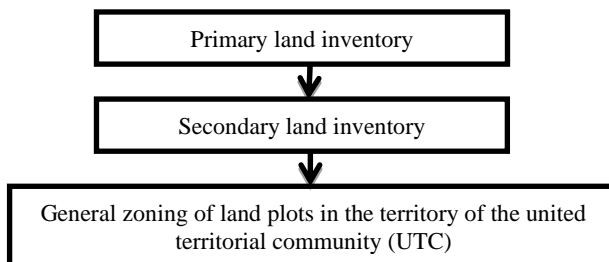 Primary land inventory
Secondary land inventory
General zoning of land plots in the territory of the united
territorial community (UTC)